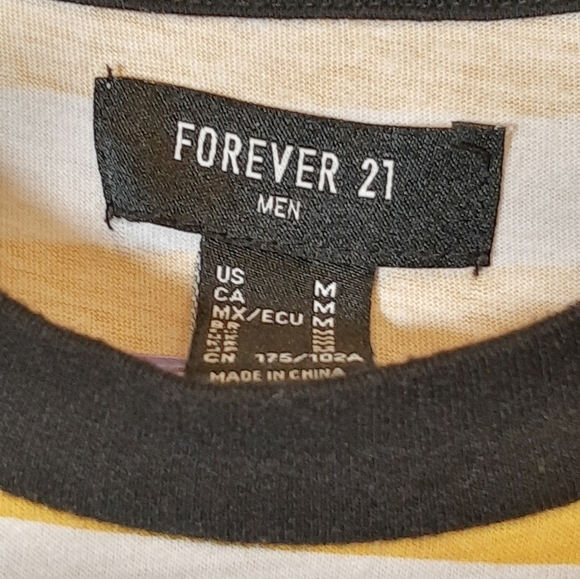 FOREVER 21
MEN
US M
CA M
MX/ECU M
CN 175/102A
MADE IN CHINA